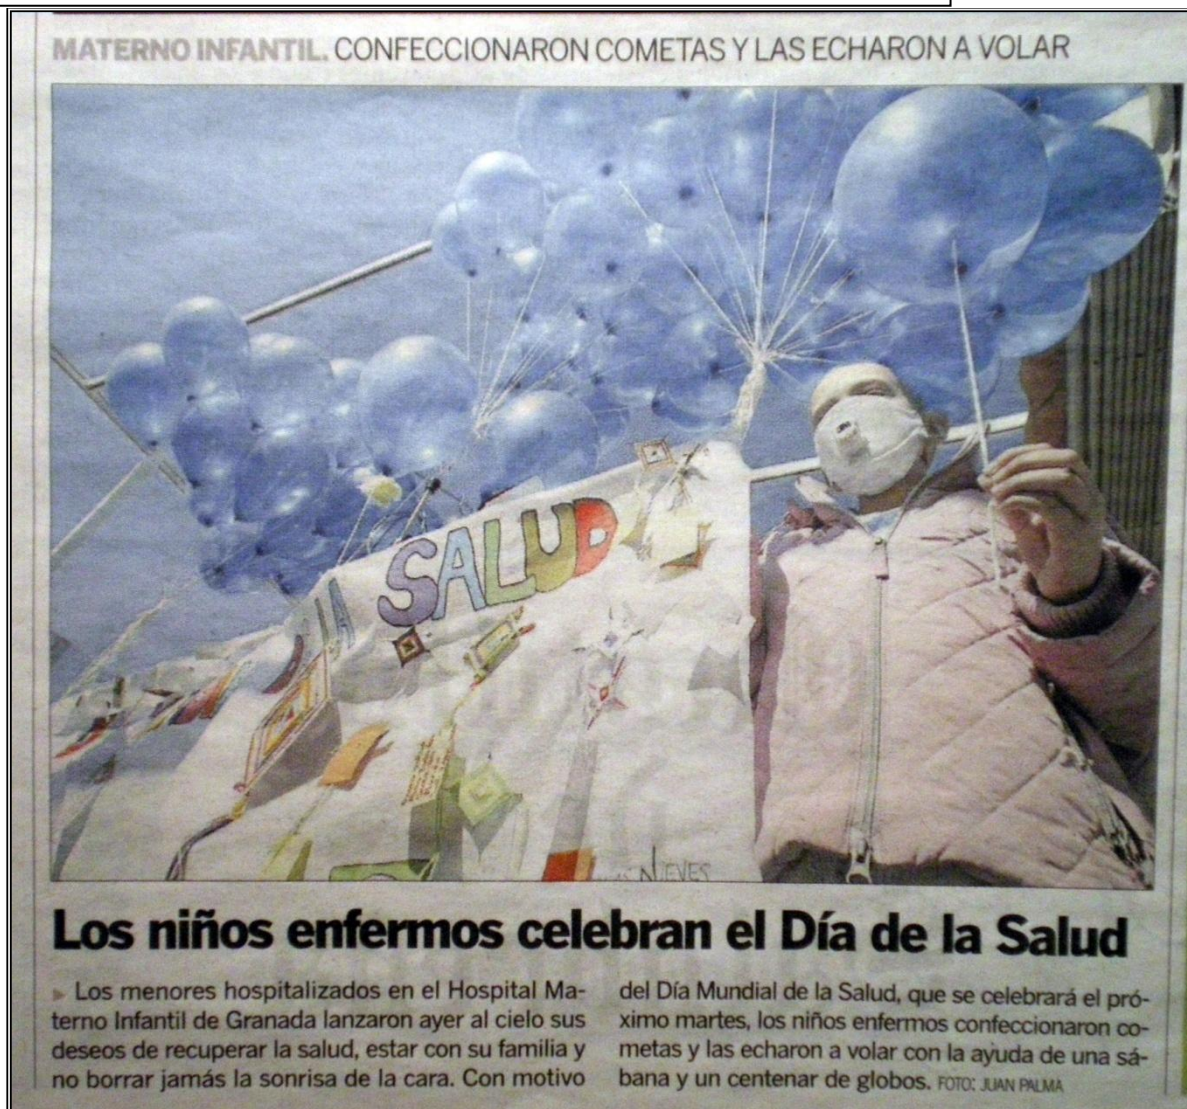 MATERNO INFANTIL. CONFECCIONARON COMETAS Y LAS ECHARON A VOLAR
SALUD
NIEVES
Los niños enfermos celebran el Día de la Salud
Los menores hospitalizados en el Hospital Ma-
terno Infantil de Granada lanzaron ayer al cielo sus
deseos de recuperar la salud, estar con su familia y
no borrar jamás la sonrisa de la cara. Con motivo
del Día Mundial de la Salud, que se celebrará el pró-
ximo martes, los niños enfermos confeccionaron co-
metas y las echaron a volar con la ayuda de una sá-
bana y un centenar de globos. FOTO: JUAN PALMA